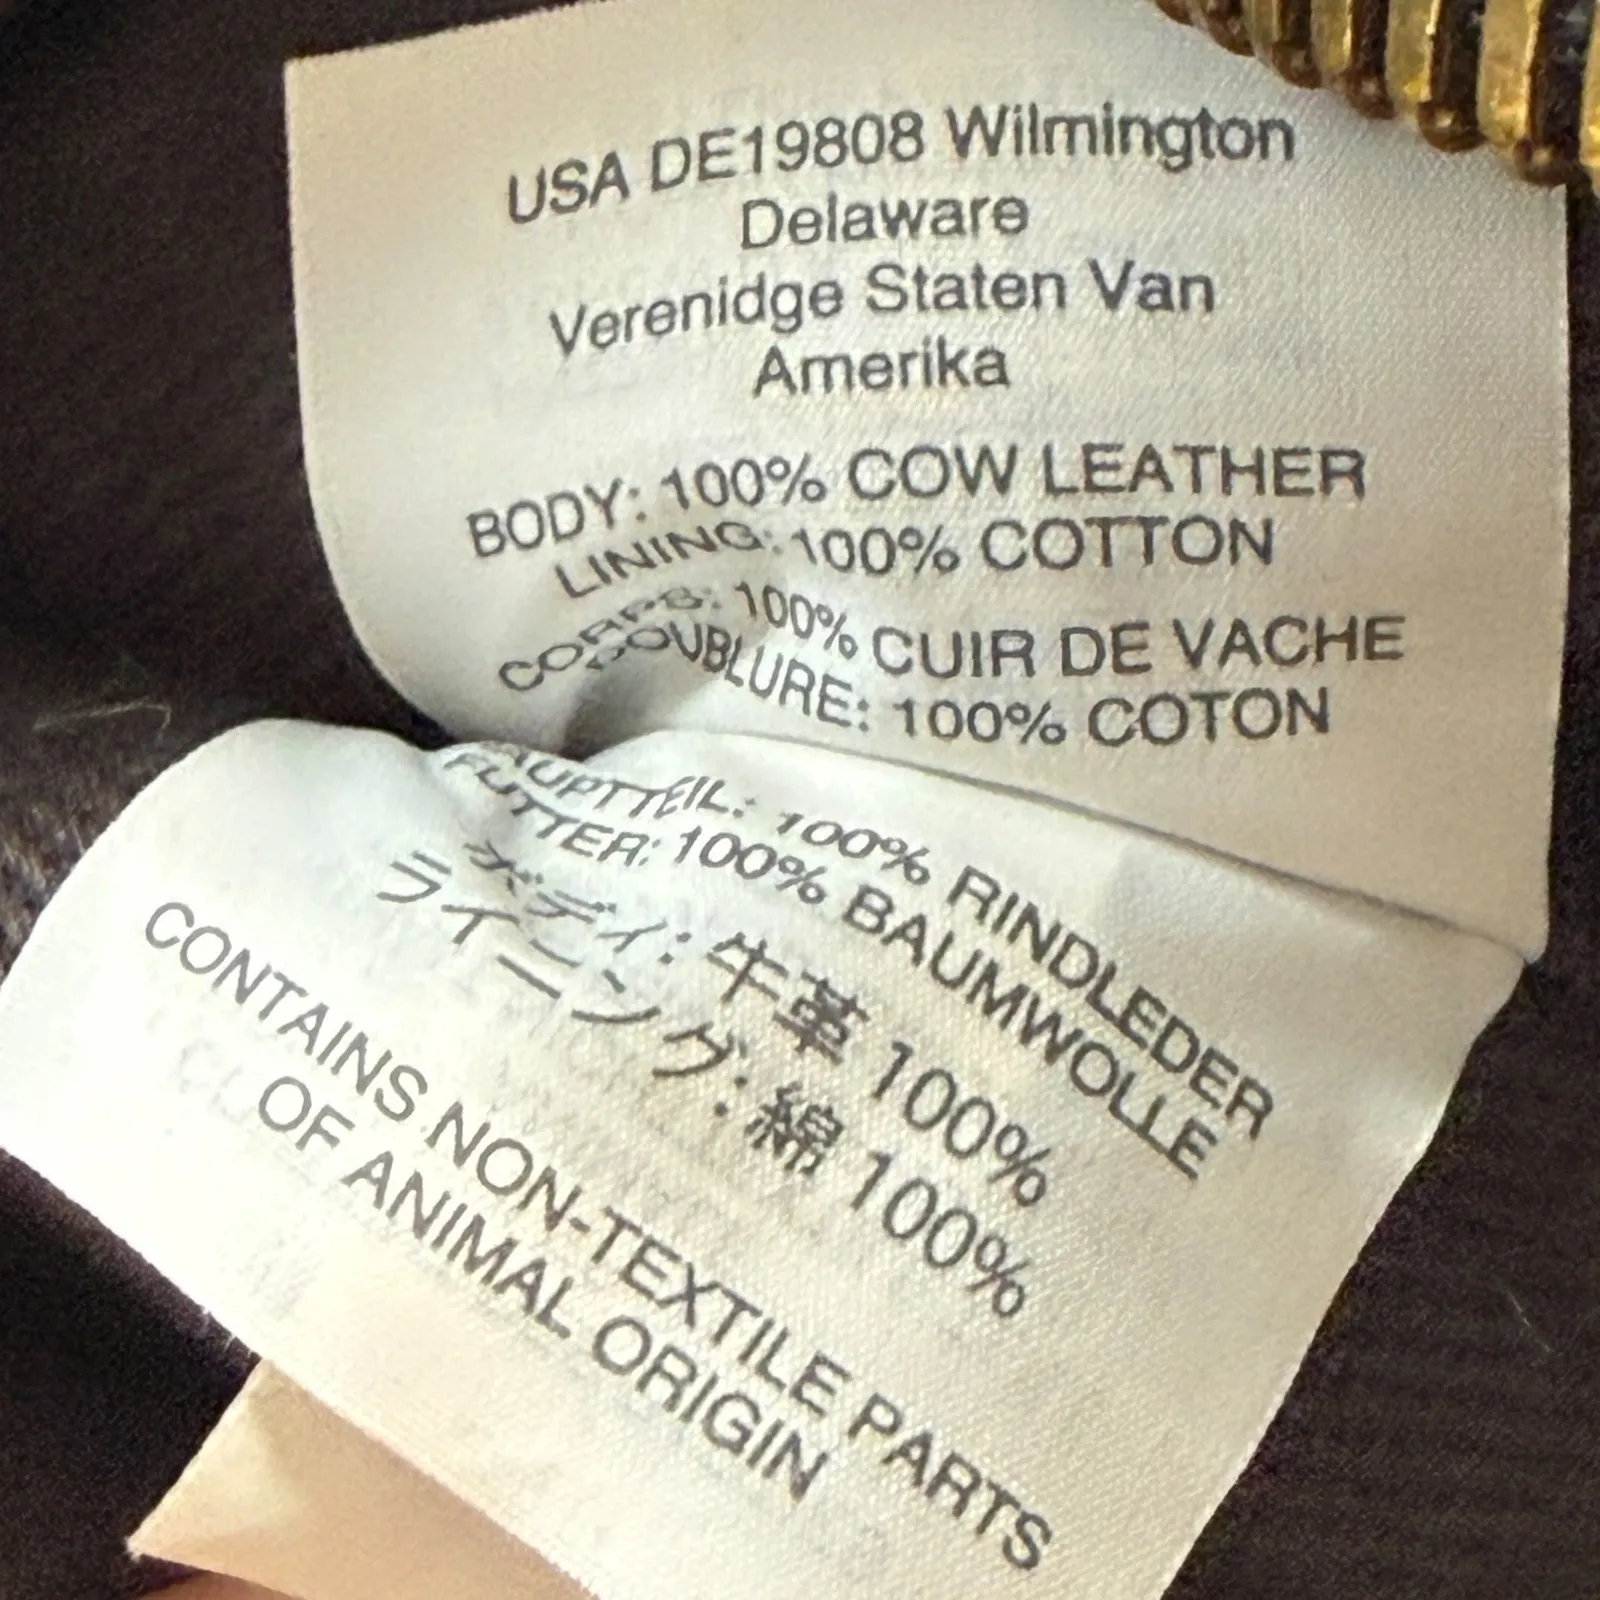 USA DE19808 Wilmington
Delaware
Verenidge Staten Van
Amerika
BODY: 100% COW LEATHER
LINING: 100% COTTON
CORPS: 100% CUIR DE VACHE
DOUBLURE: 100% COTON
HAUPTTEIL: 100% RINDLEDER
FUTTER: 100% BAUMWOLLE
ボディ: 牛革 100%
ライニング: 綿 100%
CONTAINS NON-TEXTILE PARTS
OF ANIMAL ORIGIN